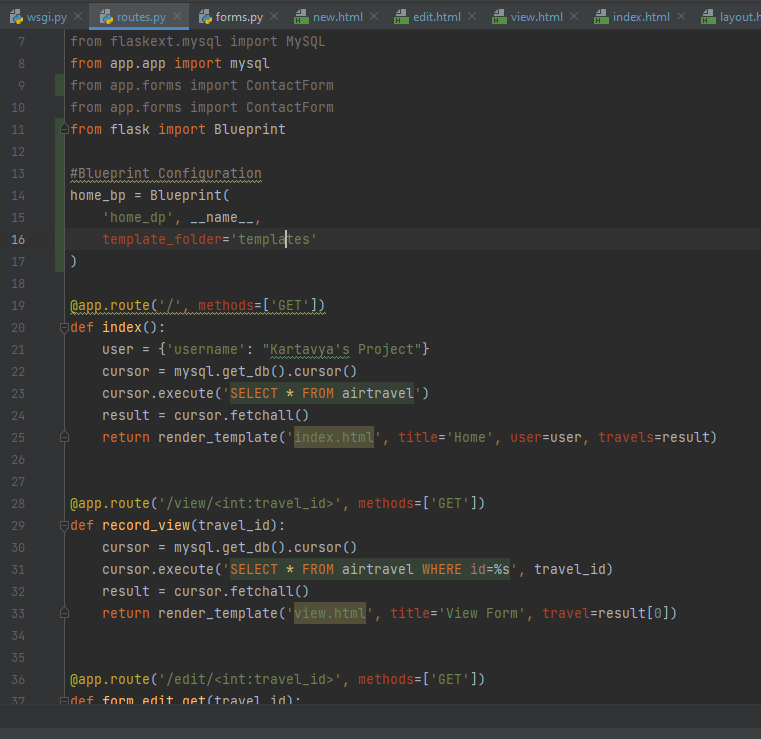 wsgi.py routes.py forms.py new.html edit.html view.html index.html layout.h
7 from flaskext.mysql import MySQL
8 from app.app import mysql
9 from app.forms import ContactForm
10 from app.forms import ContactForm
11 from flask import Blueprint
12
13 #Blueprint Configuration
14 home_bp = Blueprint(
15     'home_dp', __name__,
16     template_folder='templates'
17 )
18
19 @app.route('/', methods=['GET'])
20 def index():
21     user = {'username': "Kartavya's Project"}
22     cursor = mysql.get_db().cursor()
23     cursor.execute('SELECT * FROM airtravel')
24     result = cursor.fetchall()
25     return render_template('index.html', title='Home', user=user, travels=result)
26
27
28 @app.route('/view/<int:travel_id>', methods=['GET'])
29 def record_view(travel_id):
30     cursor = mysql.get_db().cursor()
31     cursor.execute('SELECT * FROM airtravel WHERE id=%s', travel_id)
32     result = cursor.fetchall()
33     return render_template('view.html', title='View Form', travel=result[0])
34
35
36 @app.route('/edit/<int:travel_id>', methods=['GET'])
37 def form_edit_get(travel_id):